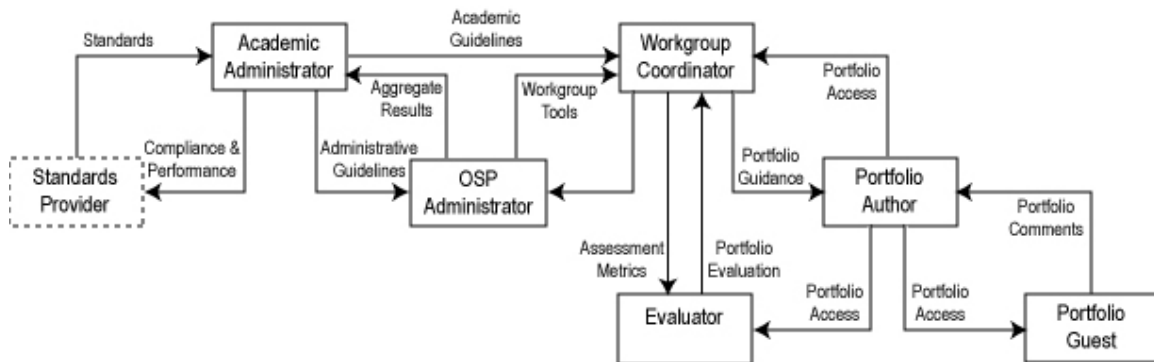 Standards
Academic
Administrator
Academic
Guidelines
Workgroup
Coordinator
Aggregate
Results
Workgroup
Tools
Portfolio
Access
Compliance &
Performance
Administrative
Guidelines
Standards
Provider
OSP
Administrator
Portfolio
Guidance
Portfolio
Author
Portfolio
Comments
Assessment
Metrics
Portfolio
Evaluation
Evaluator
Portfolio
Access
Portfolio
Access
Portfolio
Guest